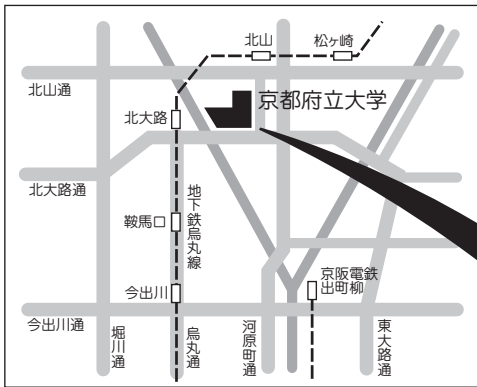 北山
松ヶ崎
北山通
京都府立大学
北大路
北大路通
地下鉄烏丸線
鞍馬口
京阪電鉄
出町柳
今出川
今出川通
堀川通
烏丸通
河原町通
東大路通